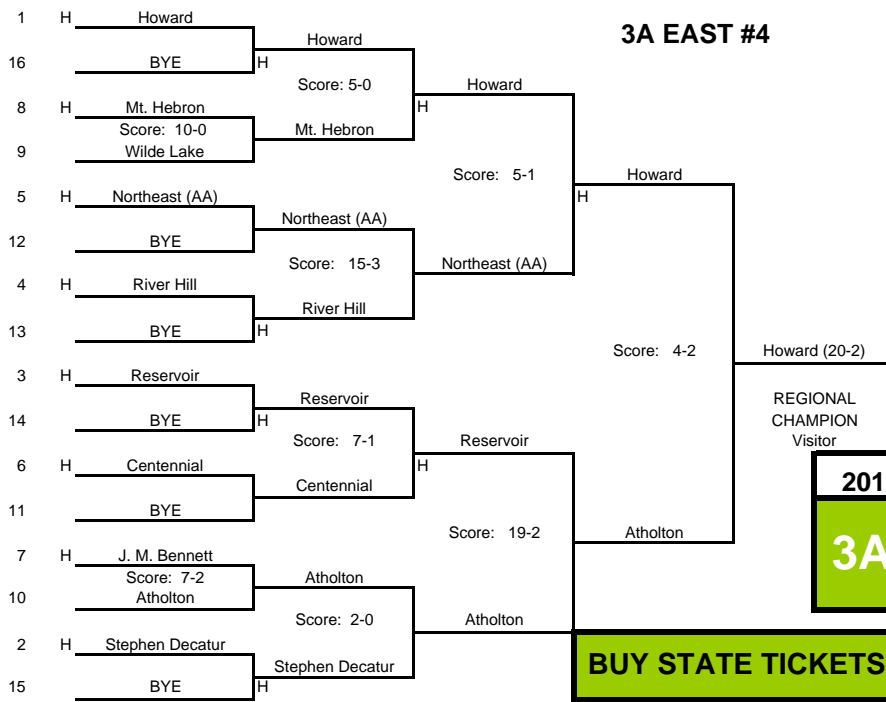 3A EAST #4
1 H Howard
Howard
16 BYE H
Score: 5-0 Howard
8 H Mt. Hebron H
Score: 10-0 Mt. Hebron
9 Wilde Lake
Score: 5-1 Howard
5 H Northeast (AA) H
Northeast (AA)
12 BYE
Score: 15-3 Northeast (AA)
4 H River Hill
River Hill
13 BYE H
Score: 4-2 Howard (20-2)
3 H Reservoir
REGIONAL
CHAMPION
Visitor
Reservoir
14 BYE H
Score: 7-1 Reservoir
6 H Centennial H
Centennial
11 BYE
201
Score: 19-2 Atholton
3A
7 H J. M. Bennett
Score: 7-2 Atholton
10 Atholton
Score: 2-0 Atholton
2 H Stephen Decatur
Stephen Decatur
15 BYE H
BUY STATE TICKETS